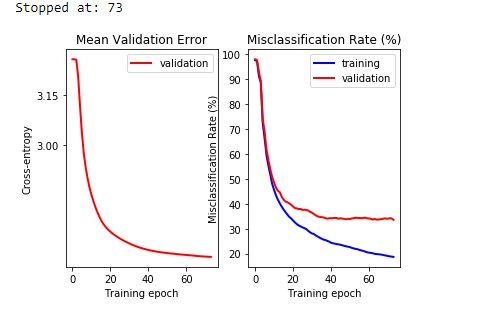 Stopped at: 73
Mean Validation Error
validation
3.15
3.00
Cross-entropy
0 20 40 60
Training epoch
Misclassification Rate (%)
training
validation
100
90
80
70
60
50
40
30
20
Misclassification Rate (%)
0 20 40 60
Training epoch